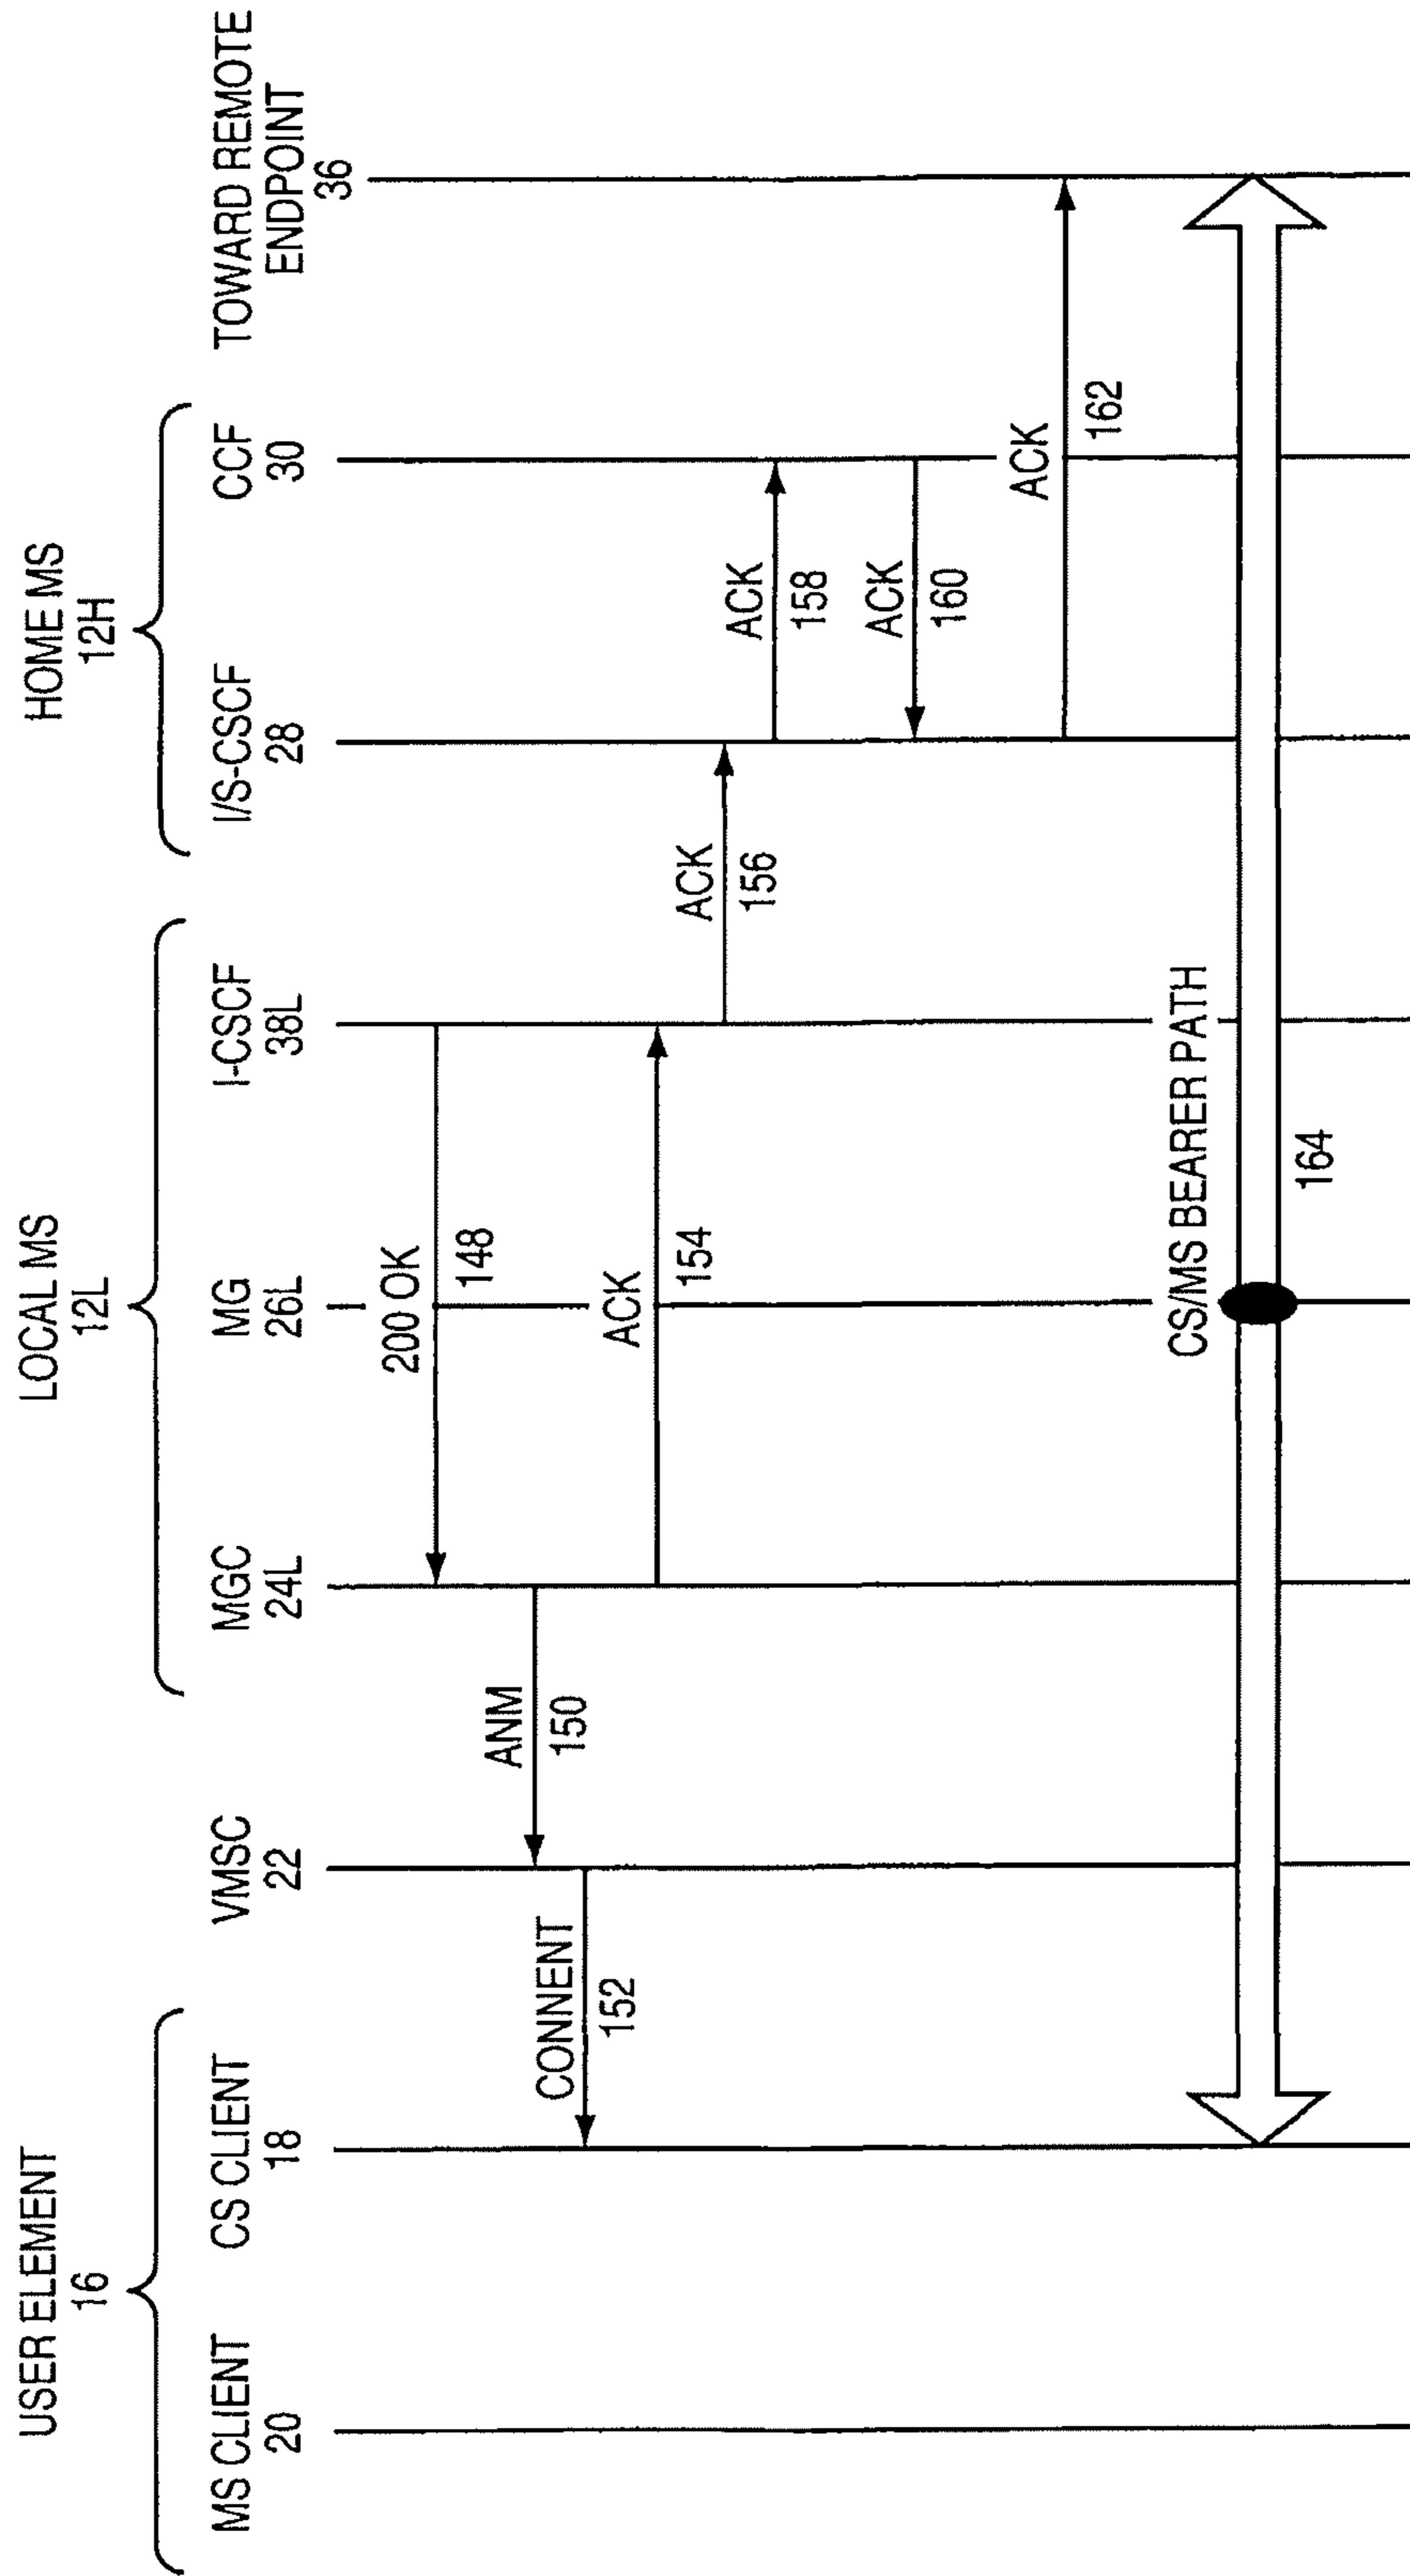 USER ELEMENT
16
LOCAL MS
12L
HOME MS
12H
MS CLIENT
20
CS CLIENT
18
VMSC
22
MGC
24L
MG
26L
I-CSCF
38L
I/S-CSCF
28
CCF
30
TOWARD REMOTE
ENDPOINT
36
200 OK
148
ANM
150
CONNENT
152
ACK
154
ACK
156
ACK
158
ACK
160
ACK
162
CS/MS BEARER PATH
164